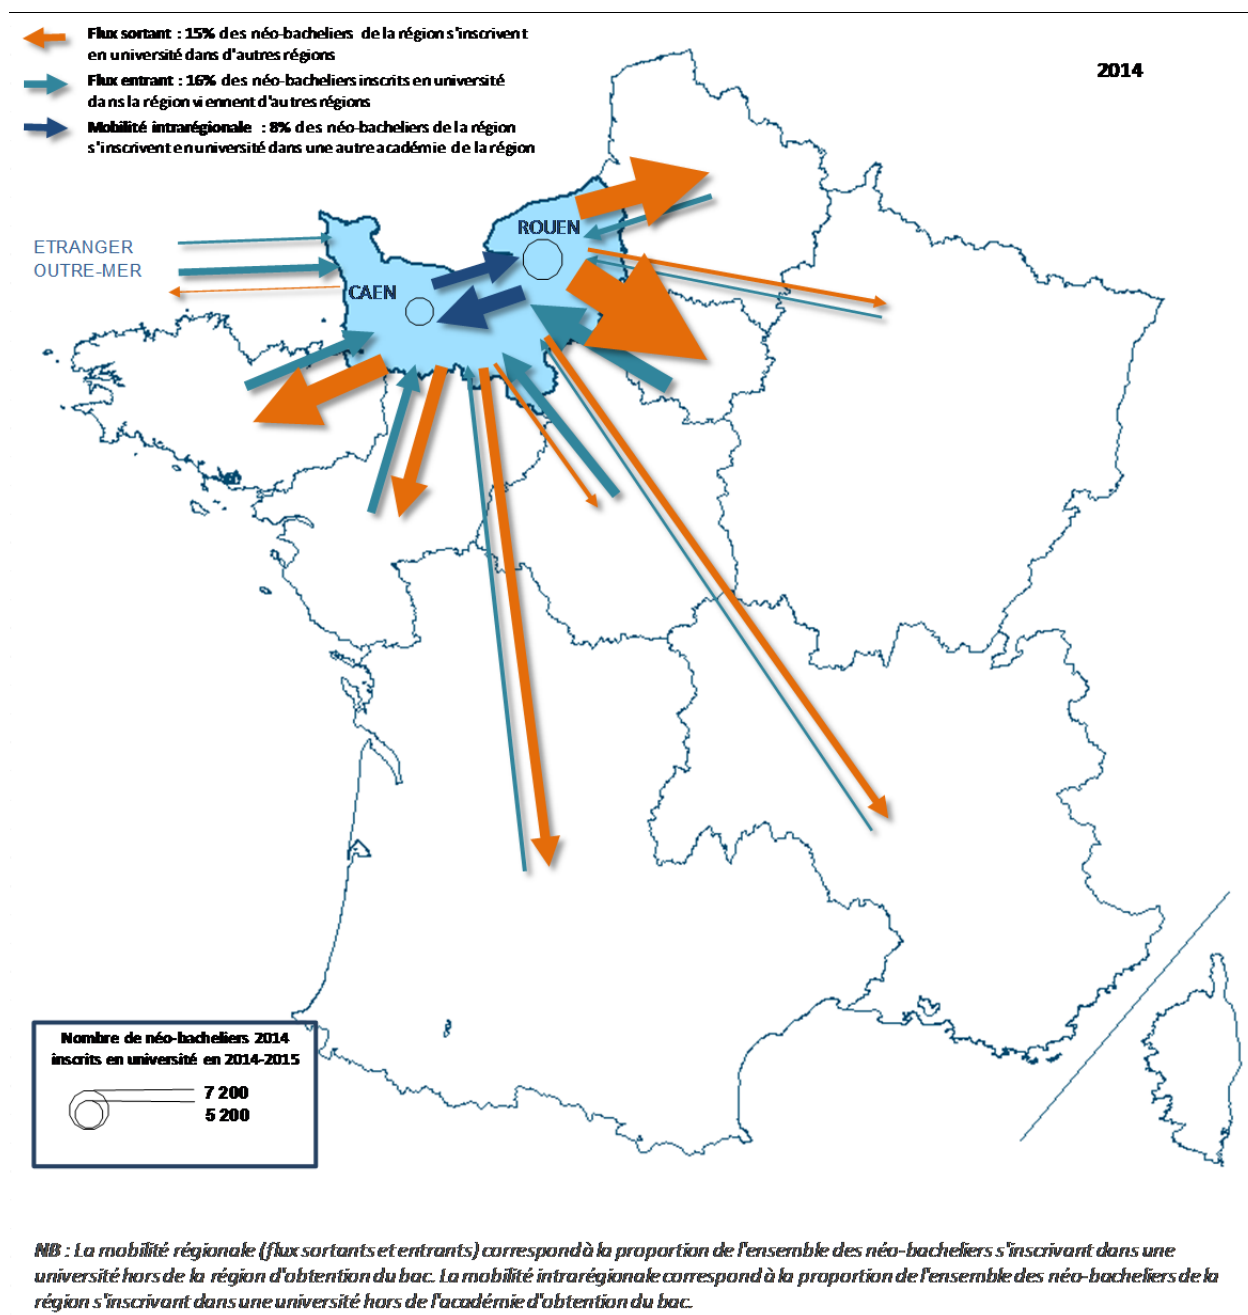 Flux sortant : 15% des néo-bacheliers de la région s'inscrivent
en université dans d'autres régions
2014
Flux entrant : 16% des néo-bacheliers inscrits en université
dans la région viennent d'autres régions
Mobilité intrarégionale : 8% des néo-bacheliers de la région
s'inscrivent en université dans une autre académie de la région
ROUEN
ETRANGER
OUTRE-MER
CAEN
Nombre de néo-bacheliers 2014
inscrits en université en 2014-2015
7 200
5 200
NB : La mobilité régionale (flux sortants et entrants) correspond à la proportion de l'ensemble des néo-bacheliers s'inscrivant dans une
université hors de la région d'obtention du bac. La mobilité intrarégionale correspond à la proportion de l'ensemble des néo-bacheliers de la
région s'inscrivant dans une université hors de l'académie d'obtention du bac.